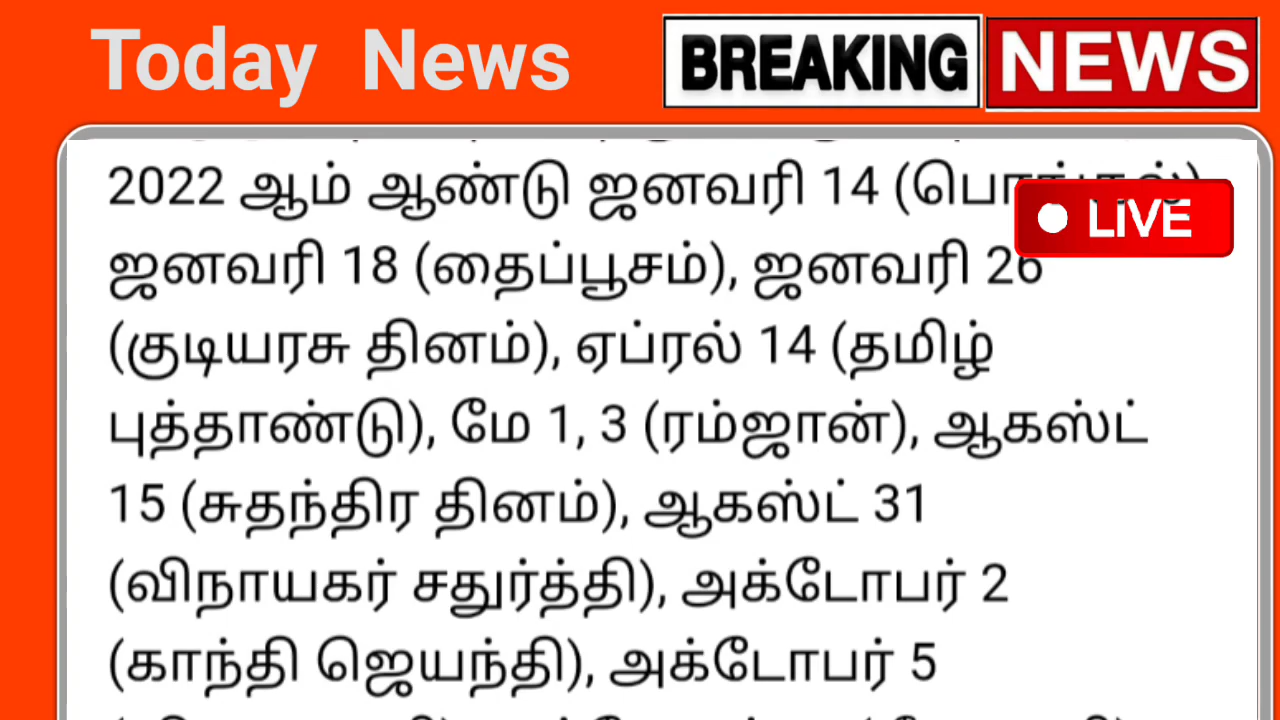 Today News
BREAKING NEWS
2022 ஆம் ஆண்டு ஜனவரி 14
LIVE
ஜனவரி 18 (தைப்பூசம்), ஜனவரி 26
(குடியரசு தினம்), ஏப்ரல் 14 (தமிழ்
புத்தாண்டு), மே 1, 3 (ரம்ஜான்), ஆகஸ்ட்
15 (சுதந்திர தினம்), ஆகஸ்ட் 31
(விநாயகர் சதுர்த்தி), அக்டோபர் 2
(காந்தி ஜெயந்தி), அக்டோபர் 5